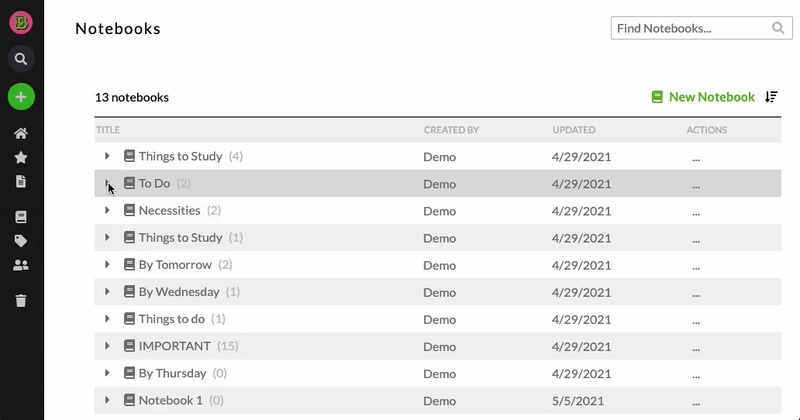 Notebooks
Find Notebooks...
13 notebooks
New Notebook
TITLE CREATED BY UPDATED ACTIONS
Things to Study (4) Demo 4/29/2021 ...
To Do (2) Demo 4/29/2021 ...
Necessities (2) Demo 4/29/2021 ...
Things to Study (1) Demo 4/29/2021 ...
By Tomorrow (2) Demo 4/29/2021 ...
By Wednesday (1) Demo 4/29/2021 ...
Things to do (1) Demo 4/29/2021 ...
IMPORTANT (15) Demo 4/29/2021 ...
By Thursday (0) Demo 4/29/2021 ...
Notebook 1 (0) Demo 5/5/2021 ...